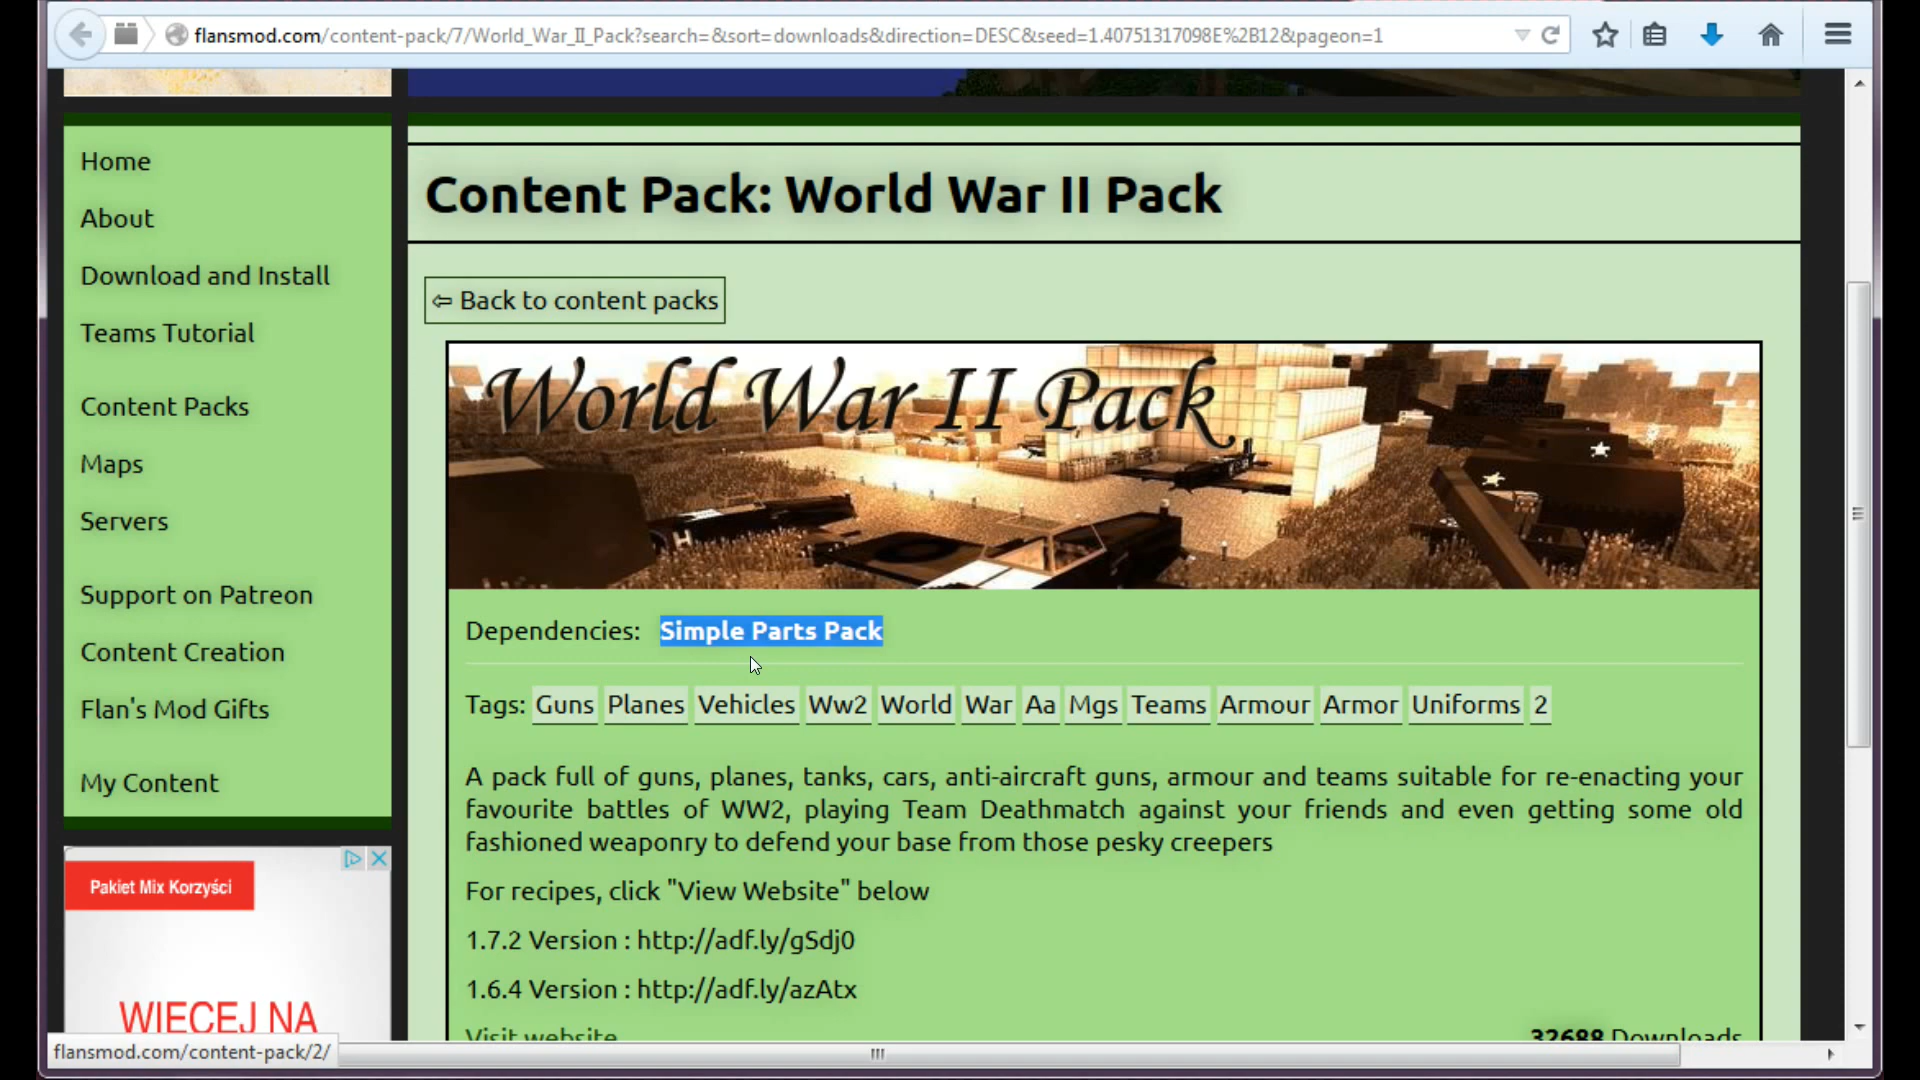 flansmod.com/content-pack/7/World_War_II_Pack?search=&sort=downloads&direction=DESC&seed=1.40751317098E%2B12&pageon=1
Home
About
Download and Install
Teams Tutorial
Content Packs
Maps
Servers
Support on Patreon
Content Creation
Flan's Mod Gifts
My Content
Pakiet Mix Korzyści
WIĘCEJ NA
Content Pack: World War II Pack
⇦ Back to content packs
World War II Pack
Dependencies: Simple Parts Pack
Tags: Guns Planes Vehicles Ww2 World War Aa Mgs Teams Armour Armor Uniforms 2
A pack full of guns, planes, tanks, cars, anti-aircraft guns, armour and teams suitable for re-enacting your
favourite battles of WW2, playing Team Deathmatch against your friends and even getting some old
fashioned weaponry to defend your base from those pesky creepers
For recipes, click "View Website" below
1.7.2 Version : http://adf.ly/gSdj0
1.6.4 Version : http://adf.ly/azAtx
Visit website
32688 Downloads
flansmod.com/content-pack/2/